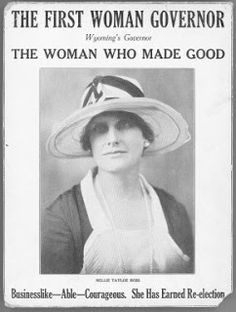 THE FIRST WOMAN GOVERNOR
Wyoming's Governor
THE WOMAN WHO MADE GOOD
NELLIE TAYLOE ROSS.
Businesslike—Able—Courageous. She Has Earned Re-election